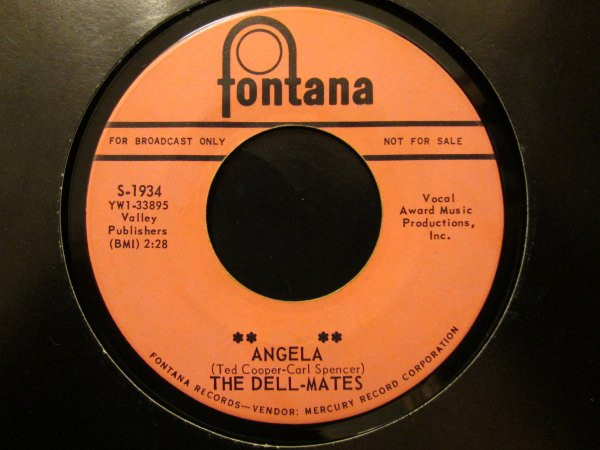 fontana
FOR BROADCAST ONLY
NOT FOR SALE
S-1934
YW1-33895
Valley
Publishers
(BMI) 2:28
Vocal
Award Music
Productions,
Inc.
** **
ANGELA
(Ted Cooper-Carl Spencer)
THE DELL-MATES
FONTANA RECORDS—VENDOR: MERCURY RECORD CORPORATION